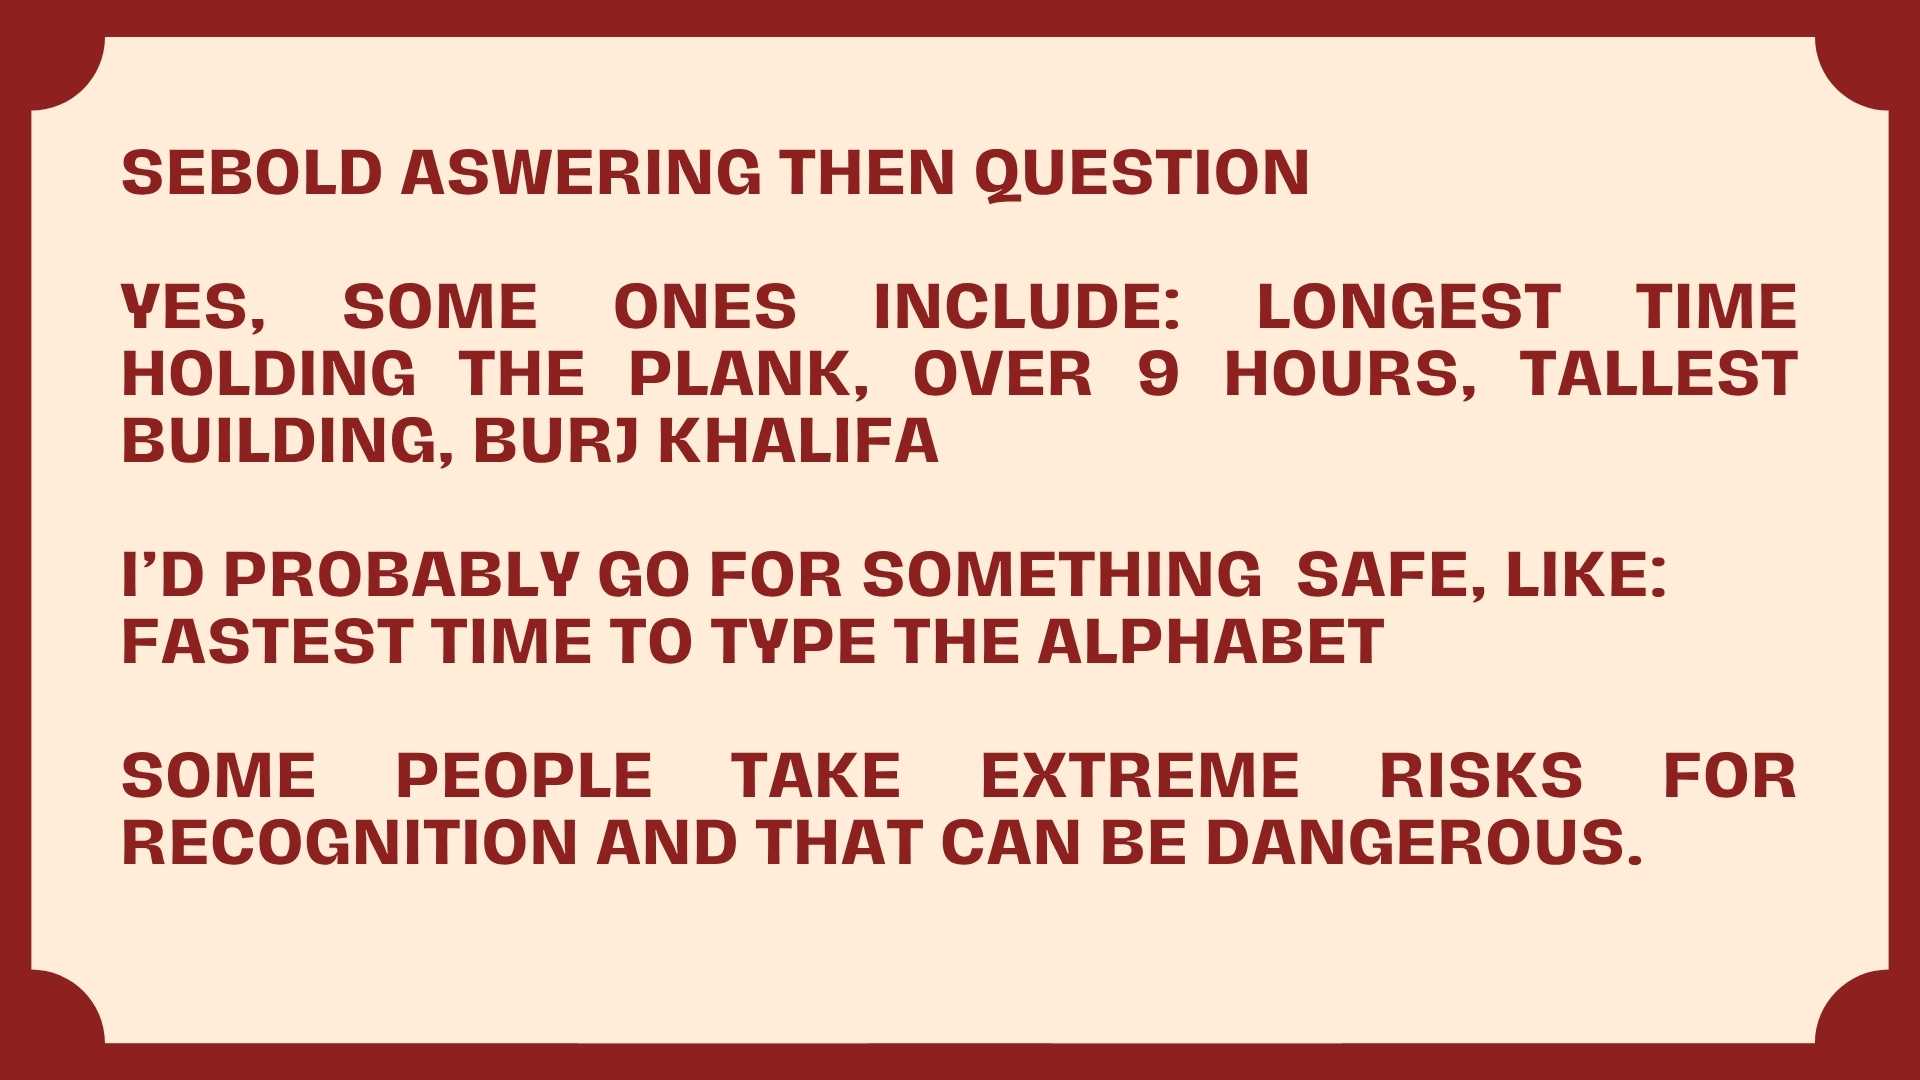 SEBOLD ASWERING THEN QUESTION
YES, SOME ONES INCLUDE: LONGEST TIME
HOLDING THE PLANK, OVER 9 HOURS, TALLEST
BUILDING, BURJ KHALIFA
I’D PROBABLY GO FOR SOMETHING  SAFE, LIKE:
FASTEST TIME TO TYPE THE ALPHABET
SOME PEOPLE TAKE EXTREME RISKS FOR
RECOGNITION AND THAT CAN BE DANGEROUS.